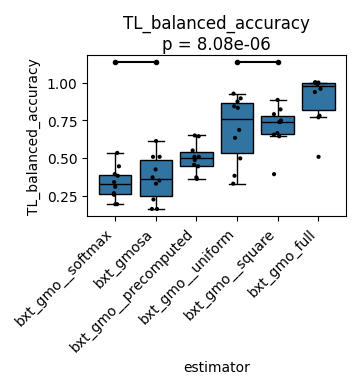 TL_balanced_accuracy
p = 8.08e-06
TL_balanced_accuracy
1.00
0.75
0.50
0.25
bxt_gmo__softmax
bxt_gmosa
bxt_gmo__precomputed
bxt_gmo__uniform
bxt_gmo__square
bxt_gmo_full
estimator